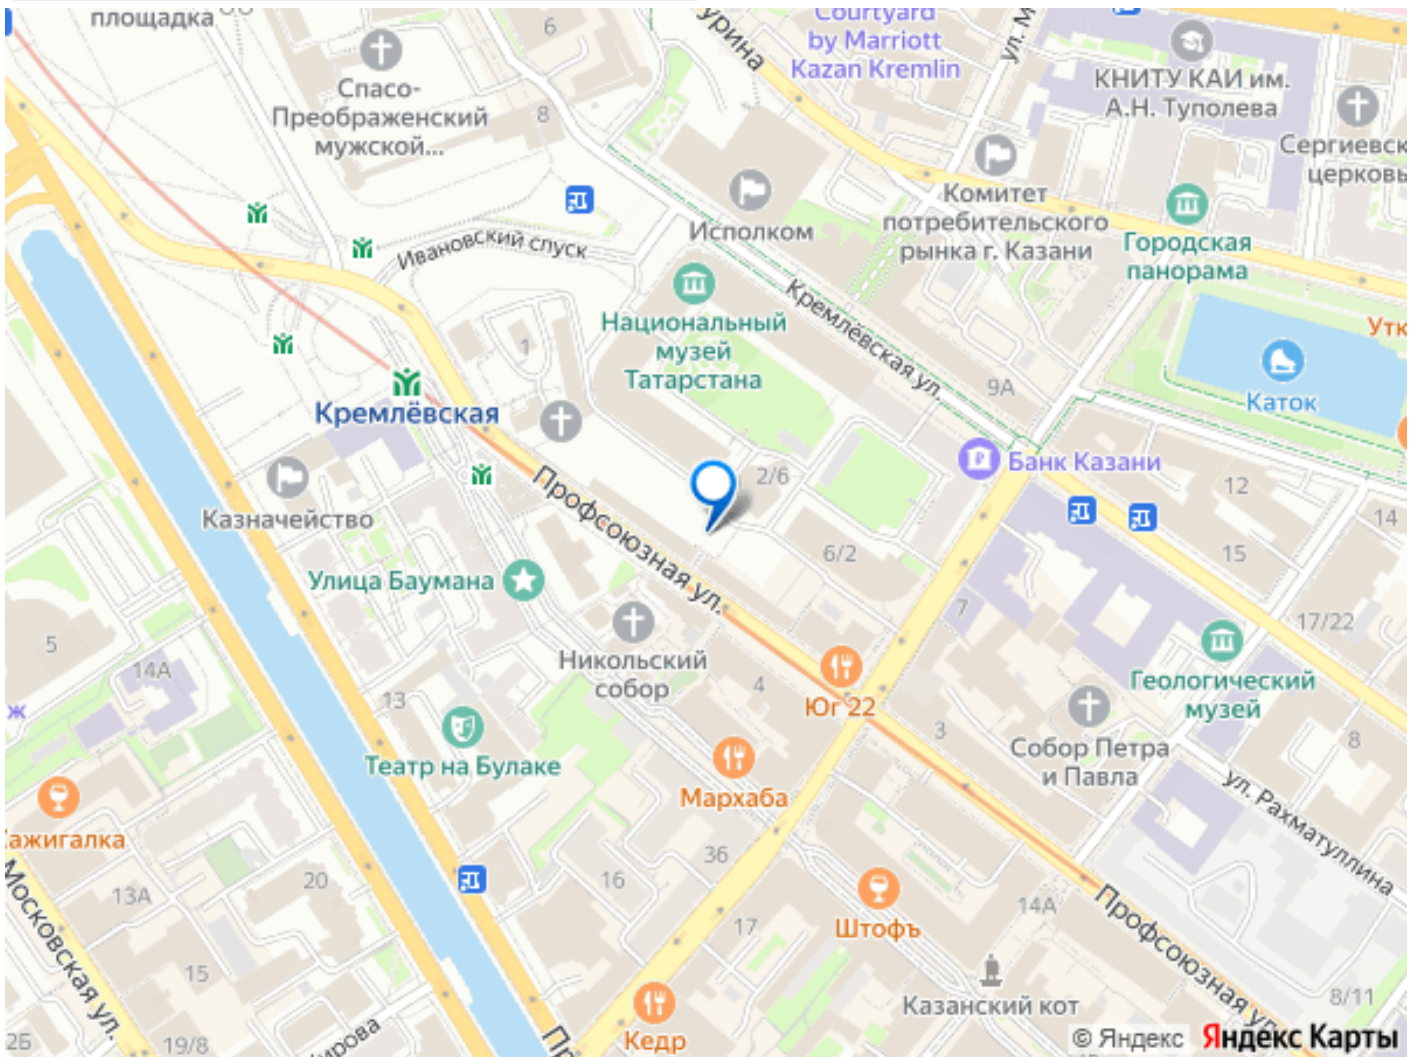 площадка
6
Спасо-
Преображенский
мужской...
8
Courtyard
by Marriott
Kazan Kremlin
ул. М
КНИТУ КАИ им.
А.Н. Туполева
Сергиевск
церковь
Комитет
потребительского
рынка г. Казани
Исполком
Городская
панорама
Ивановский спуск
Национальный
музей
Татарстана
Кремлёвская ул.
1
Утк
Каток
9А
Кремлёвская
Банк Казани
2/6
12
14
Казначейство
Профсоюзная ул.
6/2
15
Улица Баумана
7
17/22
5
14А
Никольский
собор
4
Юг 22
Геологический
музей
13
3
Собор Петра
и Павла
8
ж
Театр на Булаке
Мархаба
ул. Рахматуллина
ажигалка
36
13А
20
16
Штофъ
14А
Московская ул.
17
Профсоюзная ул.
15
Казанский кот
8/11
25
19/8
ирова
Кедр
Пр
© Яндекс Яндекс Карты